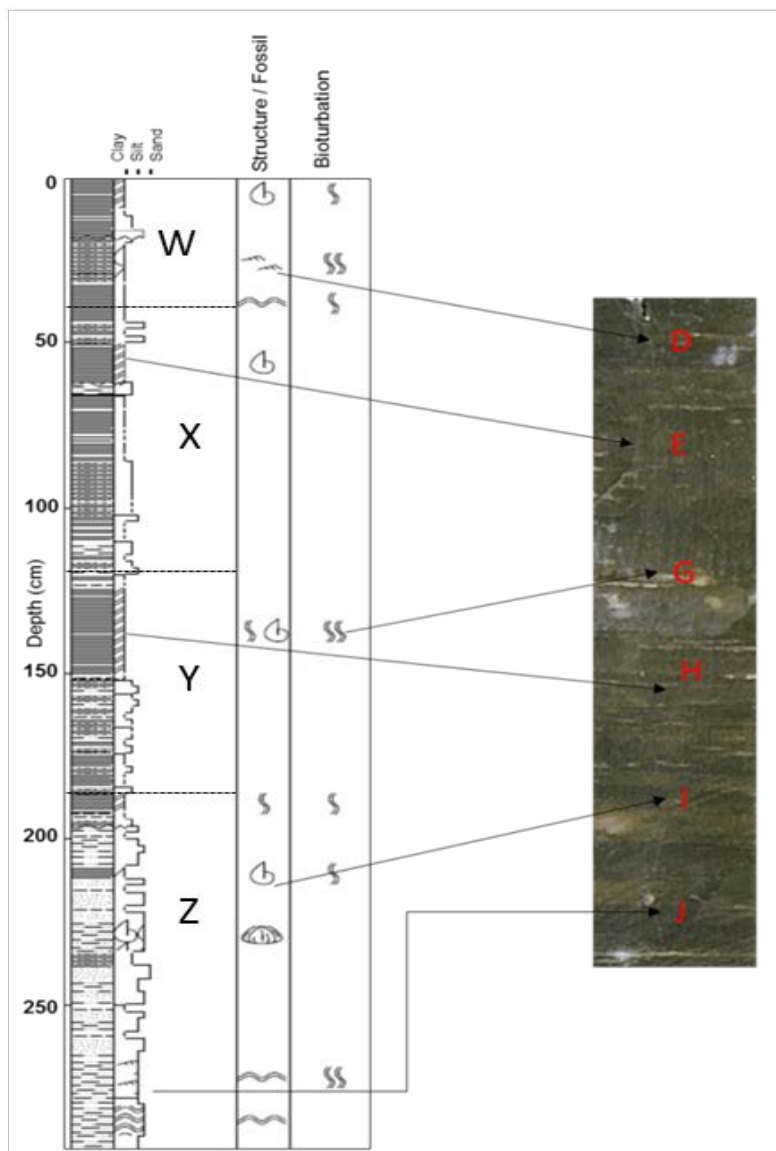 Clay
Silt
Sand
Structure / Fossil
Bioturbation
0
W
50
X
100
Depth (cm)
150
Y
200
Z
250
D
E
G
H
I
J